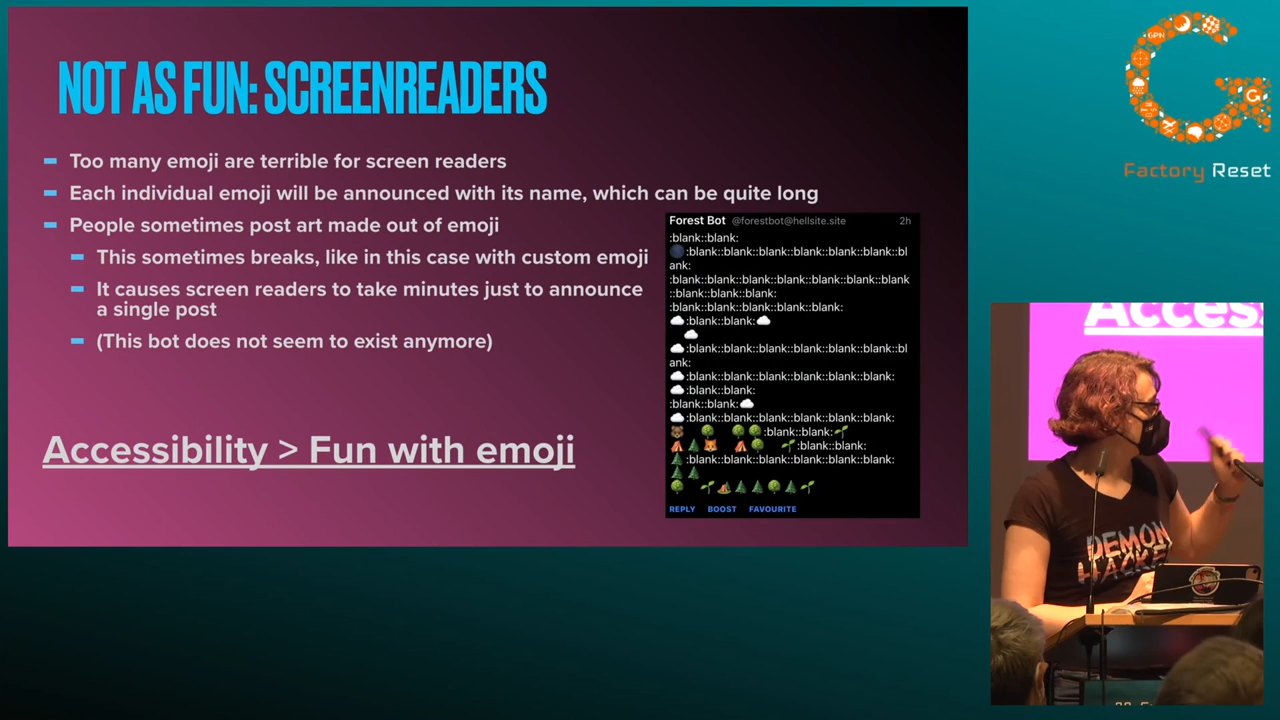 NOT AS FUN: SCREENREADERS
Too many emoji are terrible for screen readers
Each individual emoji will be announced with its name, which can be quite long
People sometimes post art made out of emoji
This sometimes breaks, like in this case with custom emoji
It causes screen readers to take minutes just to announce
a single post
(This bot does not seem to exist anymore)
Accessibility > Fun with emoji
Forest Bot @forestbot@hellsite.site 2h
:blank::blank:
:blank::blank::blank::blank::blank::blank::bl
ank:
:blank::blank::blank::blank::blank::blank::blank
::blank::blank::blank:
:blank::blank::blank::blank::blank:
:blank::blank:
:blank::blank::blank::blank::blank::blank::bl
ank:
:blank::blank::blank::blank::blank::blank:
:blank::blank:
:blank::blank:
:blank::blank::blank::blank::blank::blank:
:blank::blank:
:blank::blank:
:blank::blank::blank::blank::blank::blank:
REPLY BOOST FAVOURITE
GPN
G
Factory Reset
Acces
DEMON
HACKE